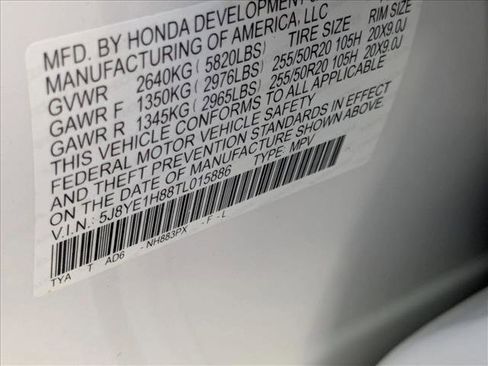 MFD. BY HONDA DEVELOPMENT
MANUFACTURING OF AMERICA, LLC
TIRE SIZE RIM SIZE
GVWR 2640KG ( 5820LBS)
GAWR F 1350KG ( 2976LBS) 255/50R20 105H 20X9.0J
GAWR R 1345KG ( 2965LBS) 255/50R20 105H 20X9.0J
THIS VEHICLE CONFORMS TO ALL APPLICABLE
FEDERAL MOTOR VEHICLE SAFETY
AND THEFT PREVENTION STANDARDS IN EFFECT
ON THE DATE OF MANUFACTURE SHOWN ABOVE.
V.I.N.: 5J8YE1H88TL015886 TYPE: MPV
TYA T AD6 -NH883PX -F -L